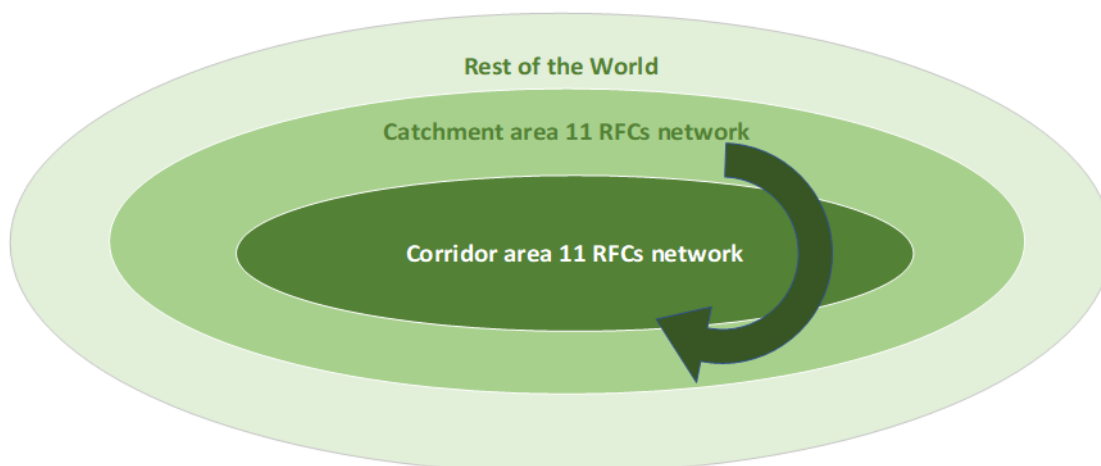 Rest of the World
Catchment area 11 RFCs network
Corridor area 11 RFCs network